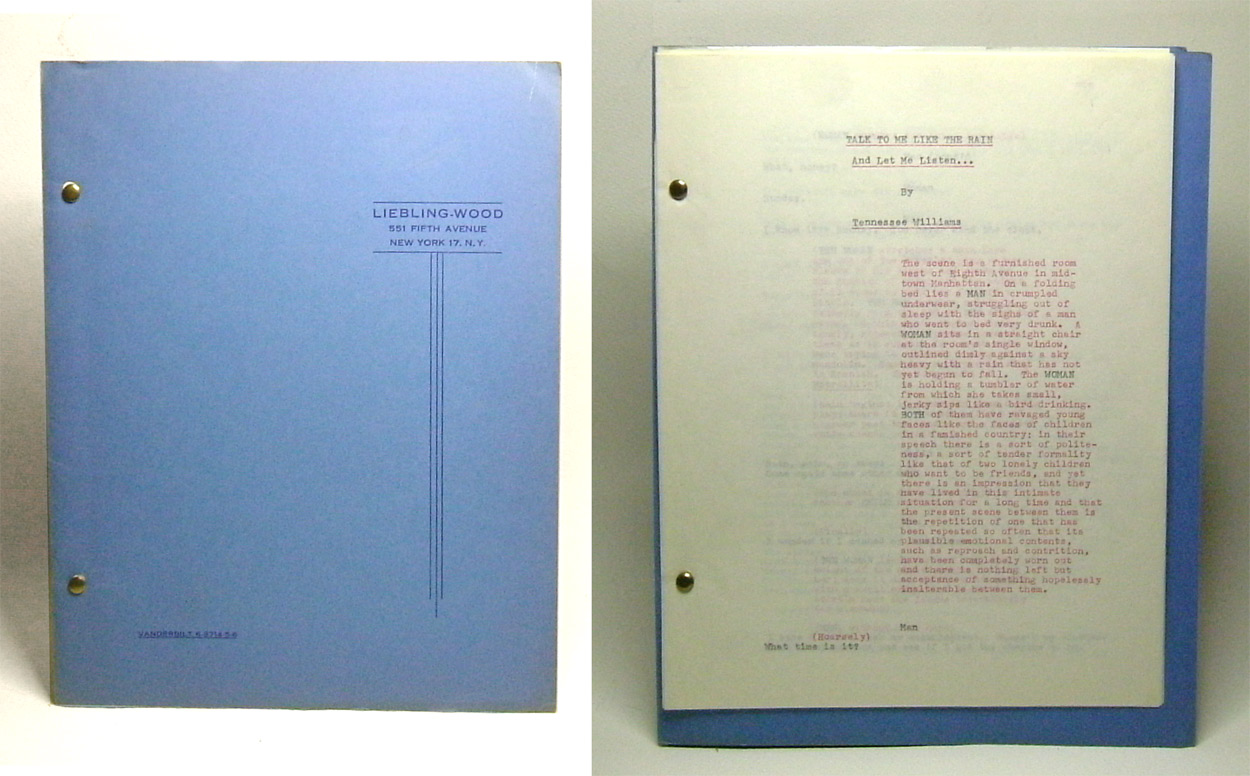 LIEBLING-WOOD
551 FIFTH AVENUE
NEW YORK 17, N.Y.
TALK TO ME LIKE THE RAIN
And Let Me Listen...
By
Tennessee Williams
The scene is a furnished room
west of Eighth Avenue in mid-
town Manhattan. On a folding
bed lies a MAN in crumpled
underwear, struggling out of
sleep with the sighs of a man
who went to bed very drunk. A
WOMAN sits in a straight chair
at the room's single window,
outlined dimly against a sky
heavy with a rain that has not
yet begun to fall. The WOMAN
is holding a tumbler of water
from which she takes small,
jerky sips like a bird drinking.
BOTH of them have ravaged young
faces like the faces of children
in a famished country; in their
speech there is a sort of polite-
ness, a sort of tender formality
like that of two lonely children
who want to be friends, and yet
there is an impression that they
have lived in this intimate
situation for a long time and that
the present scene between them is
the repetition of one that has
been repeated so often that its
plausible emotional contents,
such as reproach and contrition,
have been completely worn out
and there is nothing left but
acceptance of something hopelessly
inalterable between them.
Man
(Hoarsely)
What time is it?